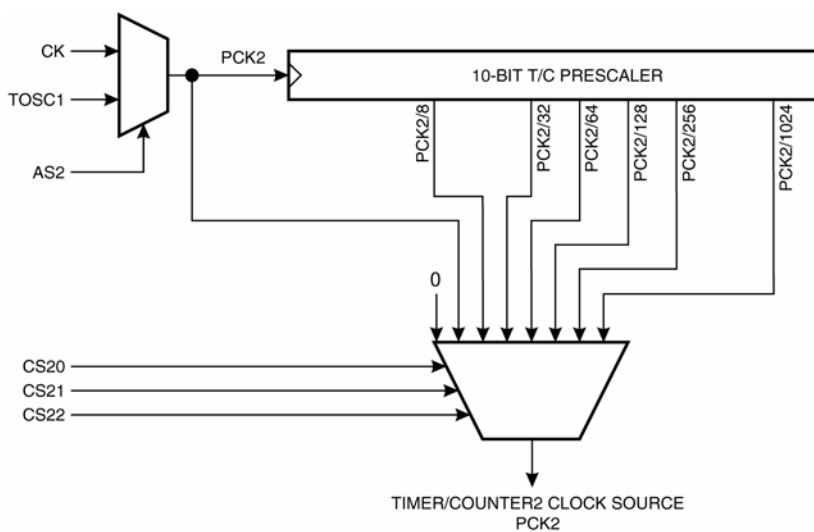 CK
PCK2
10-BIT T/C PRESCALER
TOSC1
AS2
PCK2/8
PCK2/32
PCK2/64
PCK2/128
PCK2/256
PCK2/1024
0
CS20
CS21
CS22
TIMER/COUNTER2 CLOCK SOURCE
PCK2